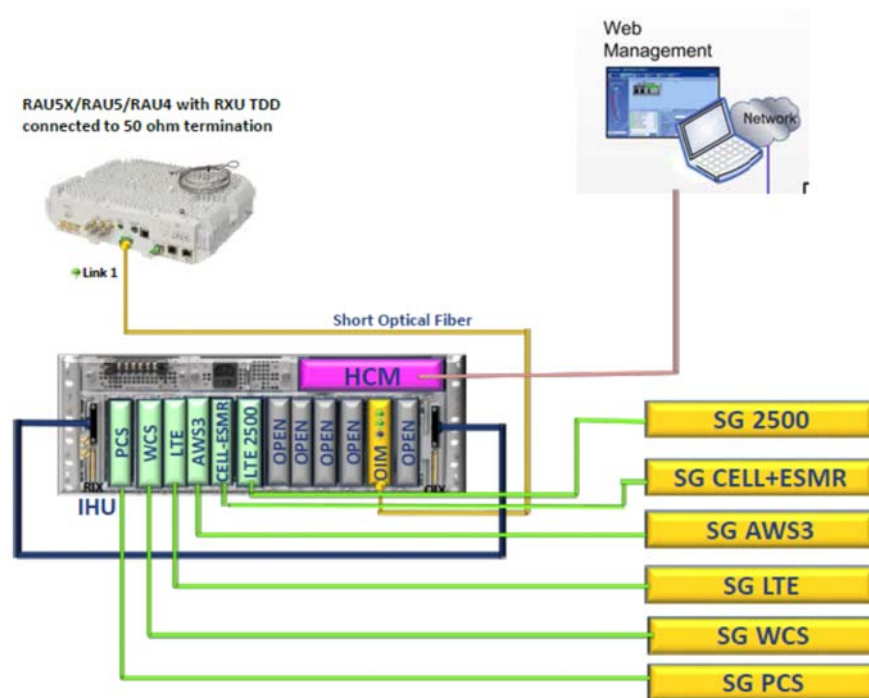 Web
Management
Network
RAU5X/RAU5/RAU4 with RXU TDD
connected to 50 ohm termination
Link 1
Short Optical Fiber
HCM
PCS
WCS
LTE
AWS3
CELL-ESMR
LTE 2500
OPEN
OPEN
OPEN
OPEN
OIM
OPEN
IHU
SG 2500
SG CELL+ESMR
SG AWS3
SG LTE
SG WCS
SG PCS